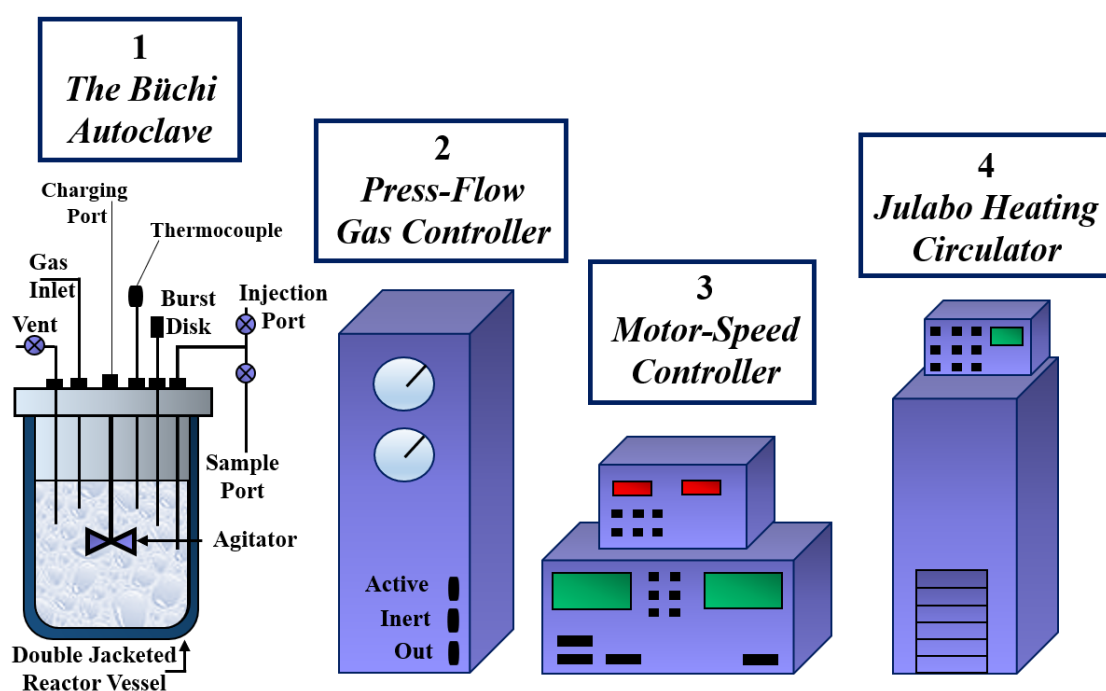 1
The Büchi
Autoclave
Charging
Port
Thermocouple
Gas
Inlet
Burst
Disk
Injection
Port
Vent
Sample
Port
Agitator
Double Jacketed
Reactor Vessel
2
Press-Flow
Gas Controller
Active
Inert
Out
3
Motor-Speed
Controller
4
Julabo Heating
Circulator